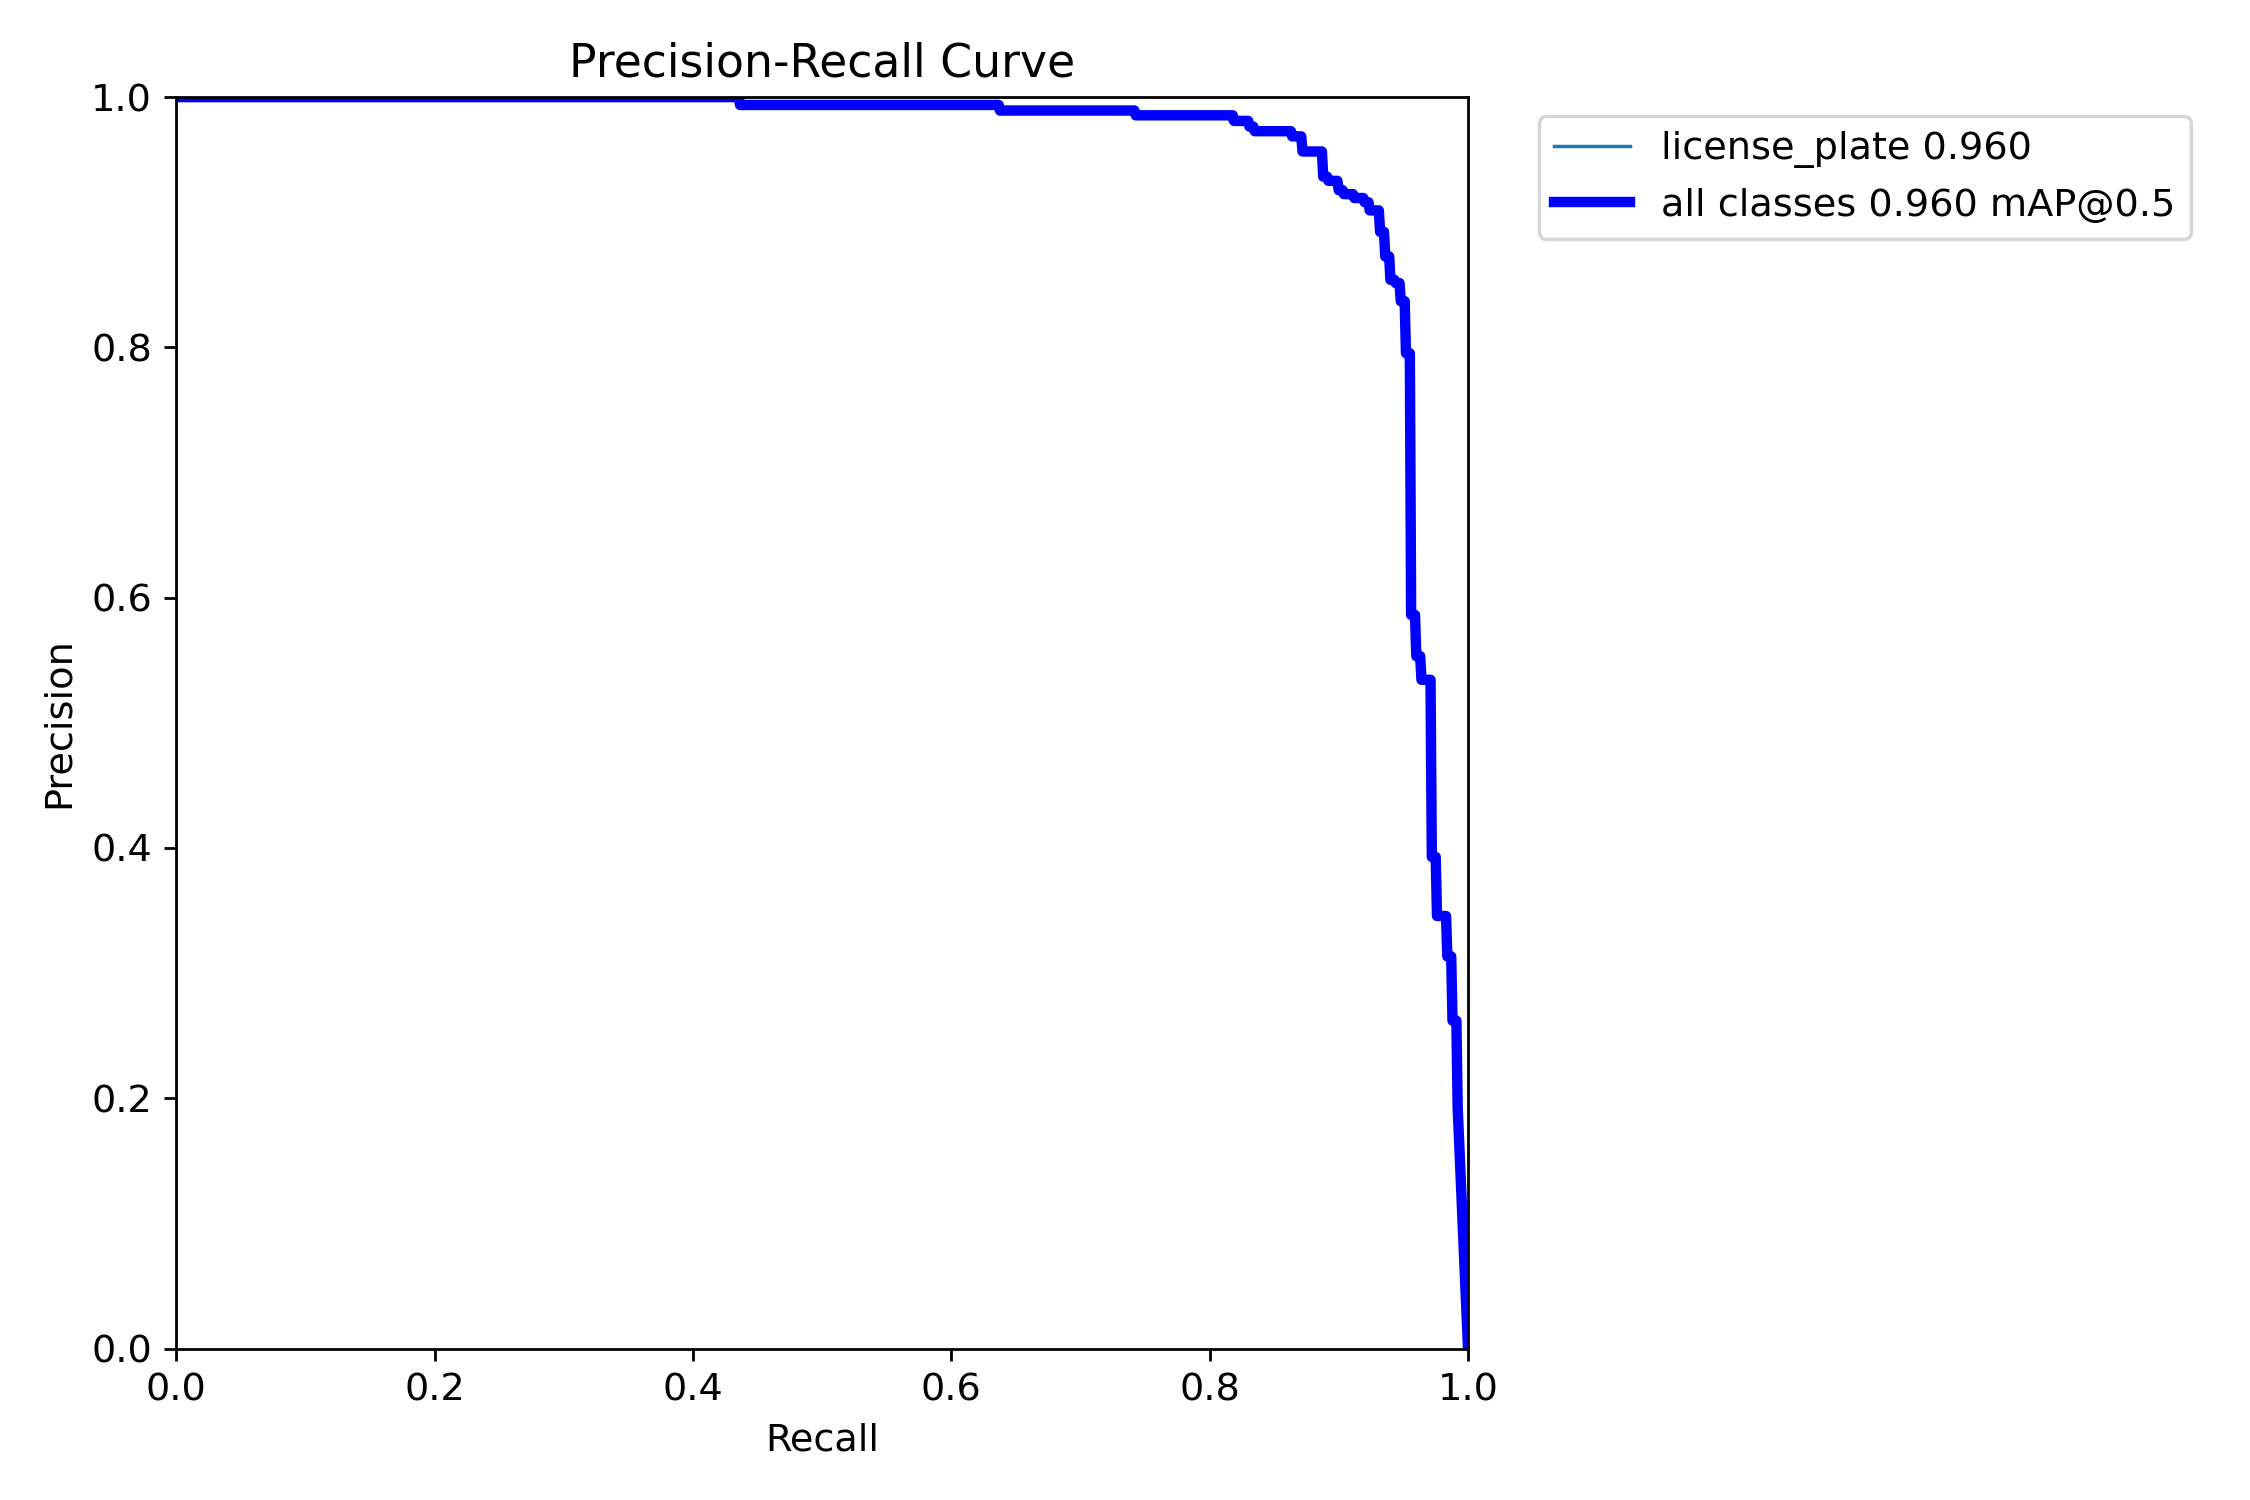 Precision-Recall Curve
1.0
0.8
0.6
0.4
0.2
0.0
Precision
0.0 0.2 0.4 0.6 0.8 1.0
Recall
license_plate 0.960
all classes 0.960 mAP@0.5